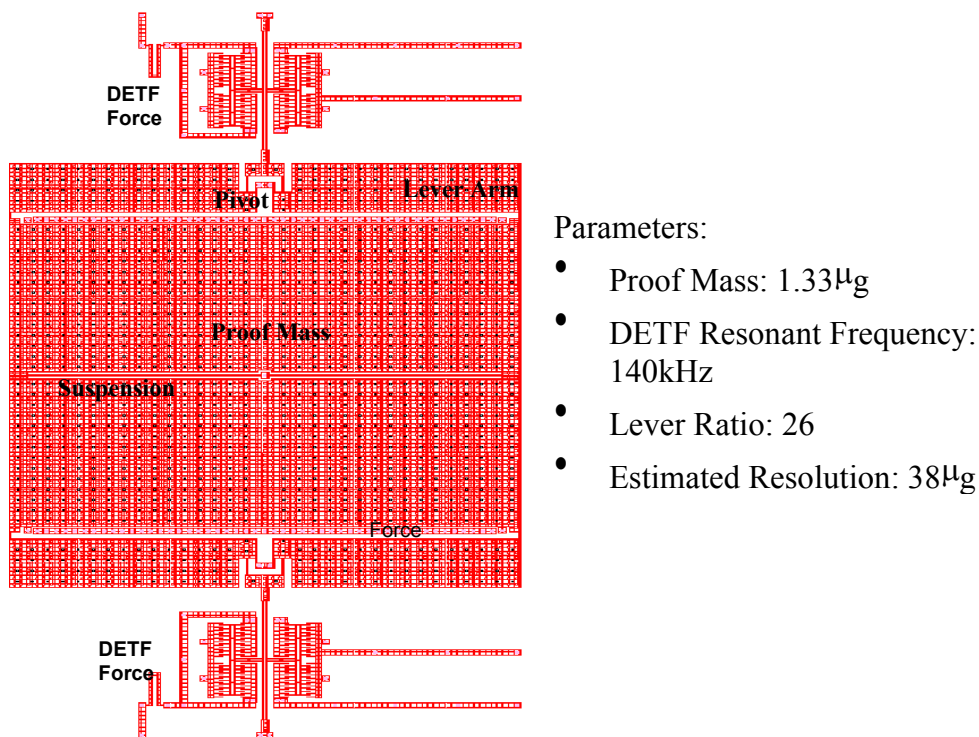 DETF
Force
Pivot
Lever Arm
Proof Mass
Suspension
Force
DETF
Force
Parameters:
• Proof Mass: 1.33μg
• DETF Resonant Frequency:
140kHz
• Lever Ratio: 26
• Estimated Resolution: 38μg